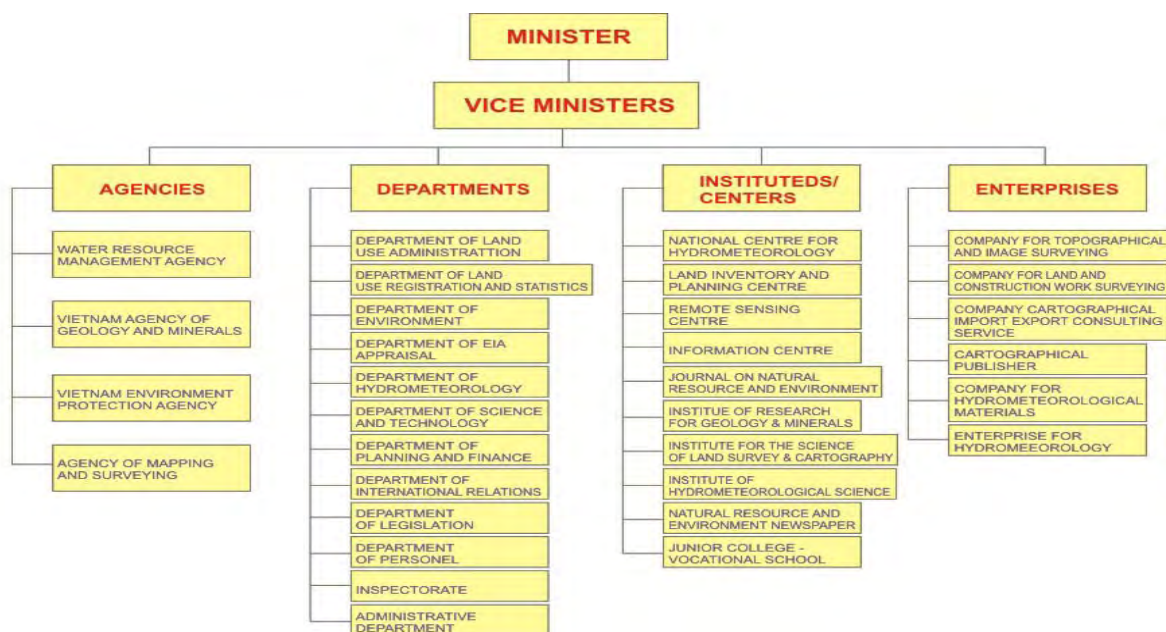 MINISTER
VICE MINISTERS
AGENCIES
WATER RESOURCE
MANAGEMENT AGENCY
VIETNAM AGENCY OF
GEOLOGY AND MINERALS
VIETNAM ENVIRONMENT
PROTECTION AGENCY
AGENCY OF MAPPING
AND SURVEYING
DEPARTMENTS
DEPARTMENT OF LAND
USE ADMINISTRATTION
DEPARTMENT OF LAND
USE REGISTRATION AND STATISTICS
DEPARTMENT OF
ENVIRONMENT
DEPARTMENT OF EIA
APPRAISAL
DEPARTMENT OF
HYDROMETEOROLOGY
DEPARTMENT OF SCIENCE
AND TECHNOLOGY
DEPARTMENT OF
PLANNING AND FINANCE
DEPARTMENT OF
INTERNATIONAL RELATIONS
DEPARTMENT
OF LEGISLATION
DEPARTMENT
OF PERSONEL
INSPECTORATE
ADMINISTRATIVE
DEPARTMENT
INSTITUTEDS/
CENTERS
NATIONAL CENTRE FOR
HYDROMETEOROLOGY
LAND INVENTORY AND
PLANNING CENTRE
REMOTE SENSING
CENTRE
INFORMATION CENTRE
JOURNAL ON NATURAL
RESOURCE AND ENVIRONMENT
INSTITUE OF RESEARCH
FOR GEOLOGY & MINERALS
INSTITUTE FOR THE SCIENCE
OF LAND SURVEY & CARTOGRAPHY
INSTITUTE OF
HYDROMETEOROLOGICAL SCIENCE
NATURAL RESOURCE AND
ENVIRONMENT NEWSPAPER
JUNIOR COLLEGE -
VOCATIONAL SCHOOL
ENTERPRISES
COMPANY FOR TOPOGRAPHICAL
AND IMAGE SURVEYING
COMPANY FOR LAND AND
CONSTRUCTION WORK SURVEYING
COMPANY CARTOGRAPHICAL
IMPORT EXPORT CONSULTING
SERVICE
CARTOGRAPHICAL
PUBLISHER
COMPANY FOR
HYDROMETEOROLOGICAL
MATERIALS
ENTERPRISE FOR
HYDROMEEOROLOGY